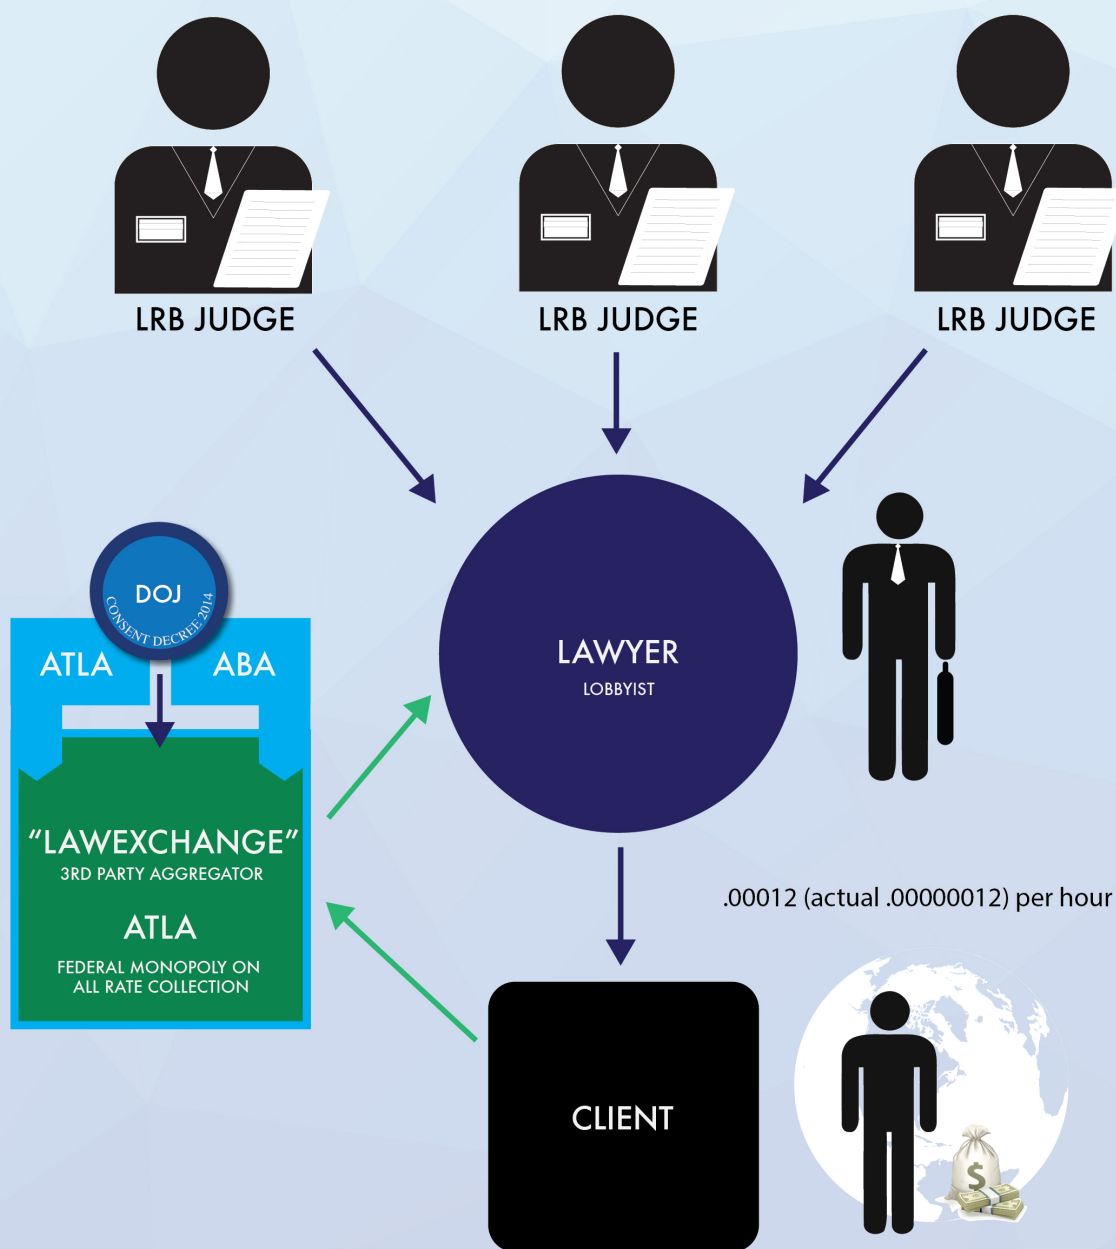 LRB JUDGE
LRB JUDGE
LRB JUDGE
DOJ
CONSENT DECREE 2014
ATLA
ABA
LAWYER
LOBBYIST
"LAWEXCHANGE"
3RD PARTY AGGREGATOR
ATLA
FEDERAL MONOPOLY ON
ALL RATE COLLECTION
.00012 (actual .00000012) per hour
CLIENT
$